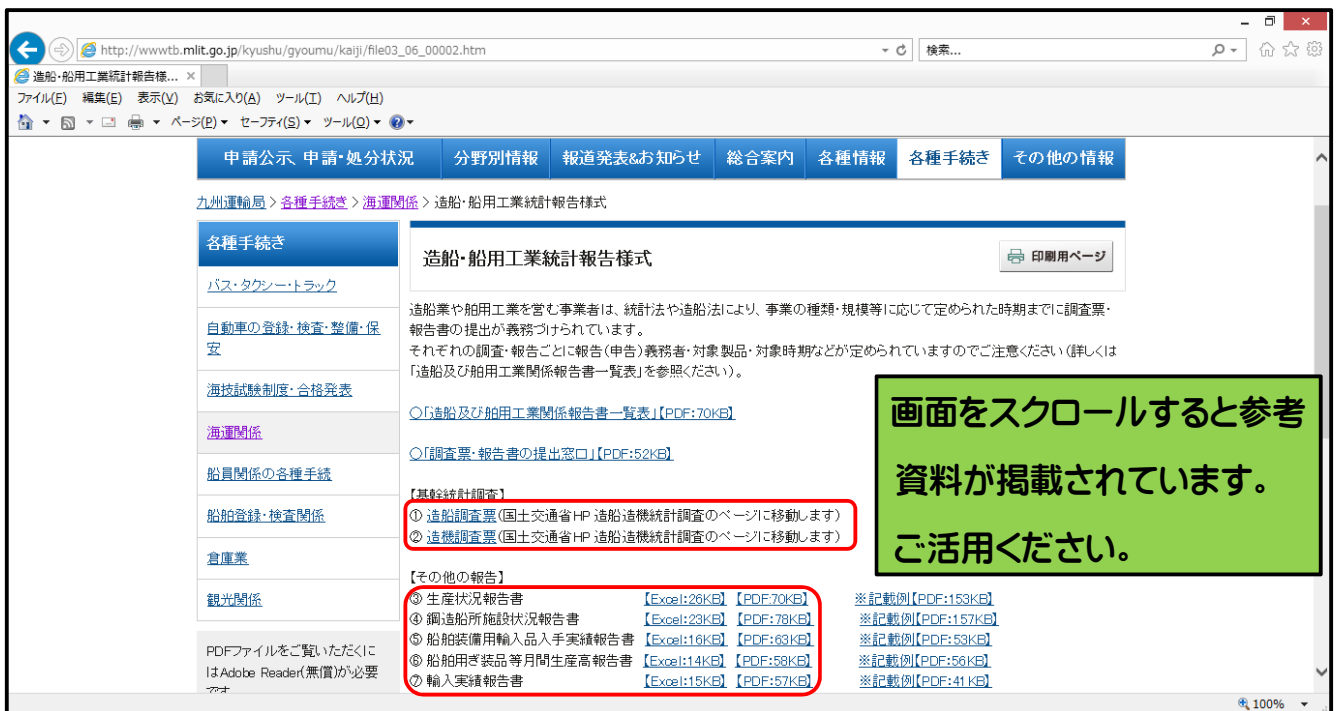 http://wwwtb.mlit.go.jp/kyushu/gyoumu/kaiji/file03_06_00002.htm
検索...
造船・舶用工業統計報告様...
ファイル(F) 編集(E) 表示(V) お気に入り(A) ツール(T) ヘルプ(H)
ページ(P) セーフティ(S) ツール(O)
申請公示、申請・処分状況 分野別情報 報道発表&お知らせ 総合案内 各種情報 各種手続き その他の情報
九州運輸局 > 各種手続き > 海運関係 > 造船・舶用工業統計報告様式
各種手続き
バス・タクシー・トラック
自動車の登録・検査・整備・保
安
海技試験制度・合格発表
海運関係
船員関係の各種手続
船舶登録・検査関係
倉庫業
観光関係
PDFファイルをご覧いただくに
はAdobe Reader(無償)が必要
です
造船・舶用工業統計報告様式
印刷用ページ
造船業や舶用工業を営む事業者は、統計法や造船法により、事業の種類・規模等に応じて定められた時期までに調査票・
報告書の提出が義務づけられています。
それぞれの調査・報告ごとに報告(申告)義務者・対象製品・対象時期などが定められていますのでご注意ください(詳しくは
「造船及び舶用工業関係報告書一覧表」を参照ください)。
○「造船及び舶用工業関係報告書一覧表」【PDF:70KB】
○「調査票・報告書の提出窓口」【PDF:52KB】
【基幹統計調査】
① 造船調査票(国土交通省HP 造船造機統計調査のページに移動します)
② 造機調査票(国土交通省HP 造船造機統計調査のページに移動します)
【その他の報告】
③ 生産状況報告書 【Excel:26KB】 【PDF:70KB】 ※記載例【PDF:153KB】
④ 鋼造船所施設状況報告書 【Excel:23KB】 【PDF:78KB】 ※記載例【PDF:157KB】
⑤ 船舶装備用輸入品入手実績報告書 【Excel:16KB】 【PDF:63KB】 ※記載例【PDF:53KB】
⑥ 船舶用ぎ装品等月間生産高報告書 【Excel:14KB】 【PDF:58KB】 ※記載例【PDF:56KB】
⑦ 輸入実績報告書 【Excel:15KB】 【PDF:57KB】 ※記載例【PDF:41KB】
画面をスクロールすると参考
資料が掲載されています。
ご活用ください。
100%